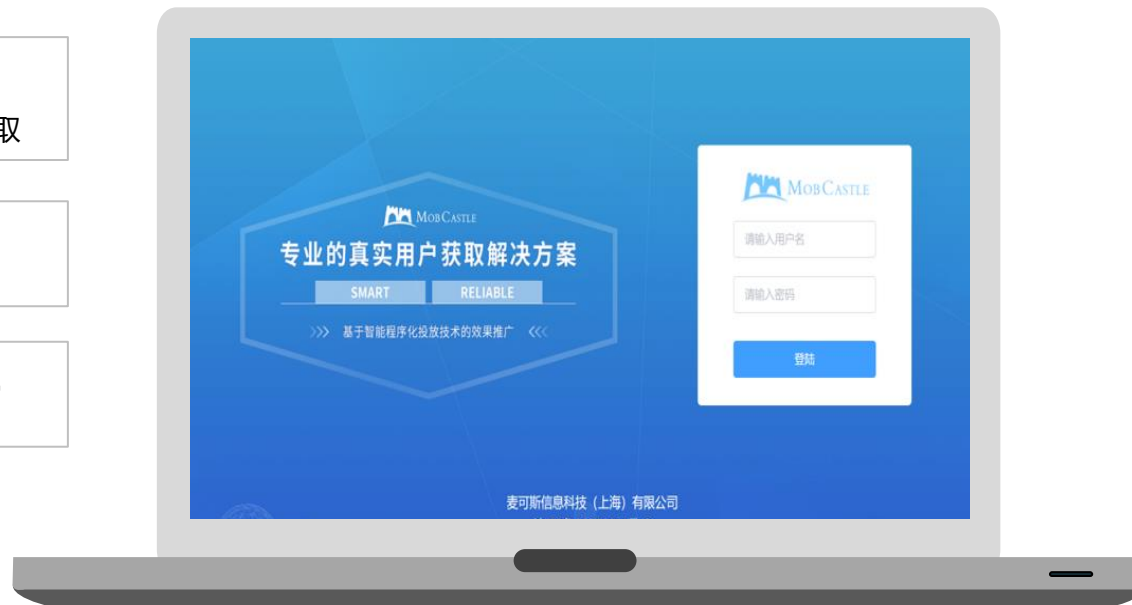 取
MOBCASTLE
专业的真实用户获取解决方案
SMART RELIABLE
>>> 基于智能程序化投放技术的效果推广 <<<
MOBCASTLE
请输入用户名
请输入密码
登陆
麦可斯信息科技（上海）有限公司